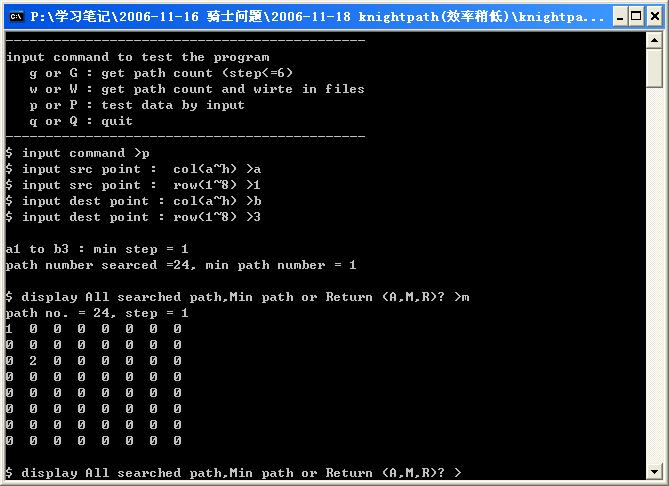 P:\学习笔记\2006-11-16 骑士问题\2006-11-18 knightpath(效率稍低)\knightpa...
----------------------------------------------
input command to test the program
g or G : get path count (step<=6)
w or W : get path count and wirte in files
p or P : test data by input
q or Q : quit
----------------------------------------------
$ input command >p
$ input src point :  col(a~h) >a
$ input src point :  row(1~8) >1
$ input dest point : col(a~h) >b
$ input dest point : row(1~8) >3
a1 to b3 : min step = 1
path number searced =24, min path number = 1
$ display All searched path,Min path or Return (A,M,R)? >m
path no. = 24, step = 1
1  0  0  0  0  0  0  0
0  0  0  0  0  0  0  0
0  2  0  0  0  0  0  0
0  0  0  0  0  0  0  0
0  0  0  0  0  0  0  0
0  0  0  0  0  0  0  0
0  0  0  0  0  0  0  0
0  0  0  0  0  0  0  0
$ display All searched path,Min path or Return (A,M,R)? >